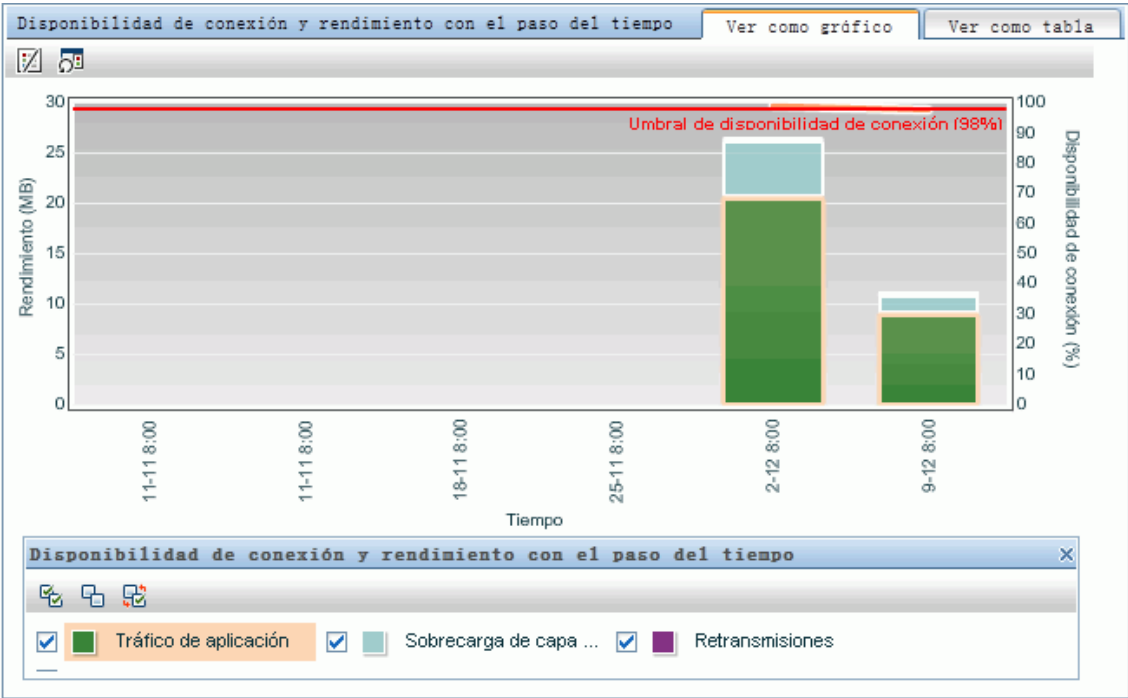 Disponibilidad de conexión y rendimiento con el paso del tiempo
Ver como gráfico
Ver como tabla
30
25
20
15
10
5
0
Rendimiento (MB)
Umbral de disponibilidad de conexión (98%)
100
90
80
70
60
50
40
30
20
10
0
Disponibilidad de conexión (%)
11-11 8:00
11-11 8:00
18-11 8:00
25-11 8:00
2-12 8:00
9-12 8:00
Tiempo
Disponibilidad de conexión y rendimiento con el paso del tiempo
Tráfico de aplicación
Sobrecarga de capa ...
Retransmisiones